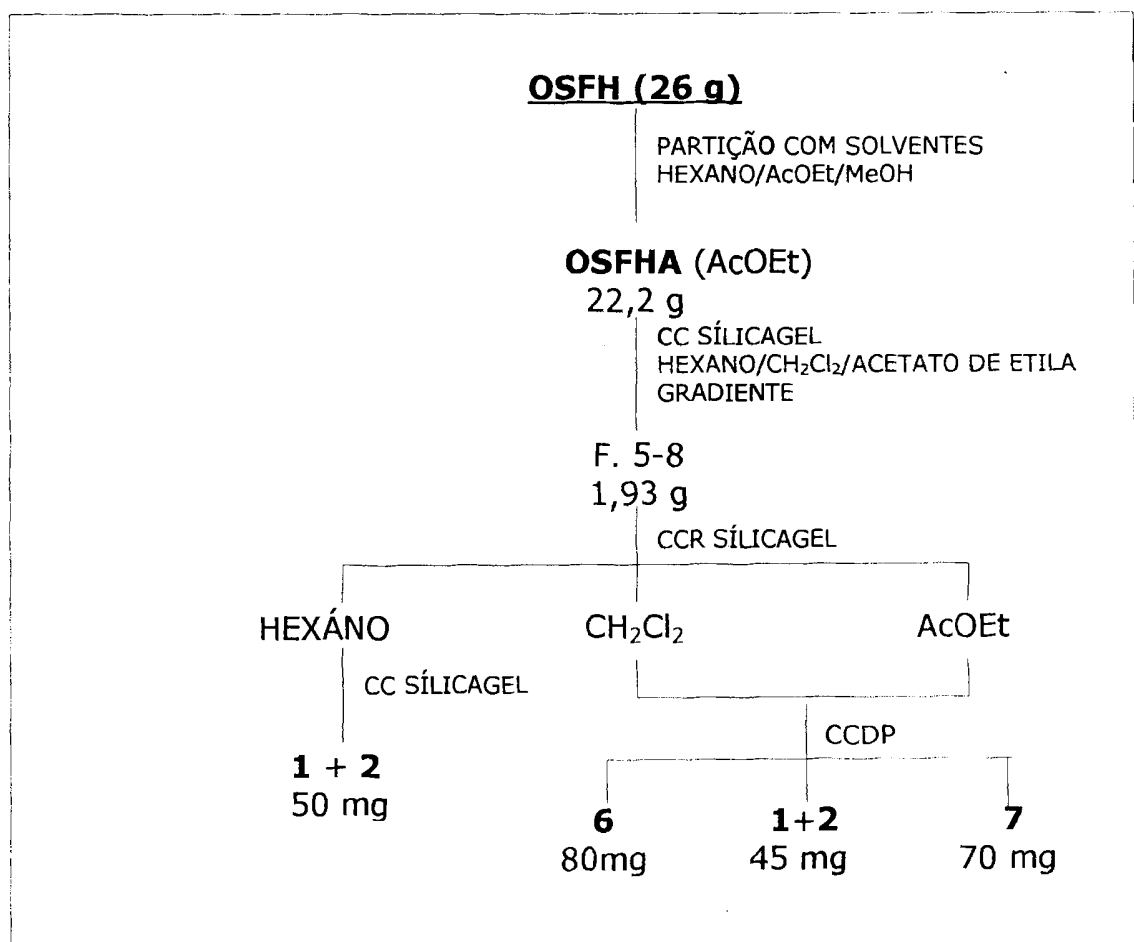 OSFH (26 g)
PARTIÇÃO COM SOLVENTES
HEXANO/AcOEt/MeOH
OSFHA (AcOEt)
22,2 g
CC SÍLICAGEL
HEXANO/CH₂Cl₂/ACETATO DE ETILA
GRADIENTE
F. 5-8
1,93 g
CCR SÍLICAGEL
HEXÁNO CH₂Cl₂ AcOEt
CC SÍLICAGEL
CCDP
1 + 2
50 mg
6 1+2 7
80mg 45 mg 70 mg